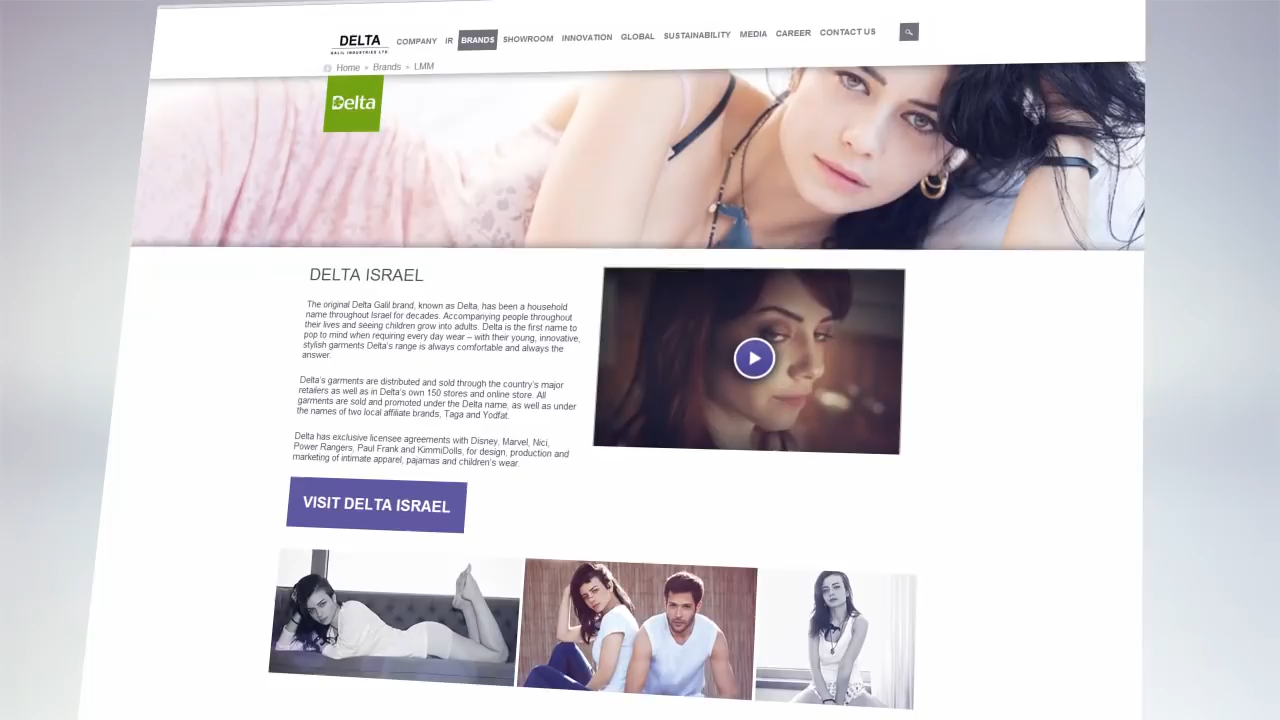 DELTA
GALIL INDUSTRIES LTD
COMPANY IR BRANDS SHOWROOM INNOVATION GLOBAL SUSTAINABILITY MEDIA CAREER CONTACT US
Home » Brands » LMM
Delta
DELTA ISRAEL
The original Delta Galil brand, known as Delta, has been a household
name throughout Israel for decades. Accompanying people throughout
their lives and seeing children grow into adults. Delta is the first name to
pop to mind when requiring every day wear – with their young, innovative,
stylish garments Delta's range is always comfortable and always the
answer.
Delta's garments are distributed and sold through the country's major
retailers as well as in Delta's own 150 stores and online store. All
garments are sold and promoted under the Delta name, as well as under
the names of two local affiliate brands, Taga and Yodfat.
Delta has exclusive licensee agreements with Disney, Marvel, Nici,
Power Rangers, Paul Frank and KimmiDolls, for design, production and
marketing of intimate apparel, pajamas and children's wear.
VISIT DELTA ISRAEL